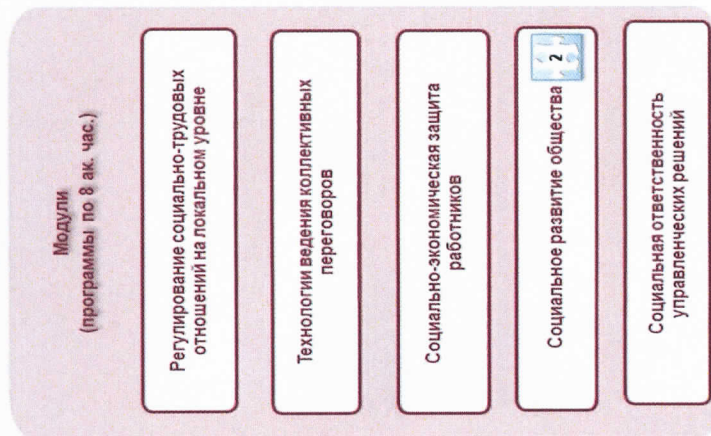 Модули
(программы по 8 ак. час.)
Регулирование социально-трудовых
отношений на локальном уровне
Технологии ведения коллективных
переговоров
Социально-экономическая защита
работников
Социальное развитие общества
2
Социальная ответственность
управленческих решений